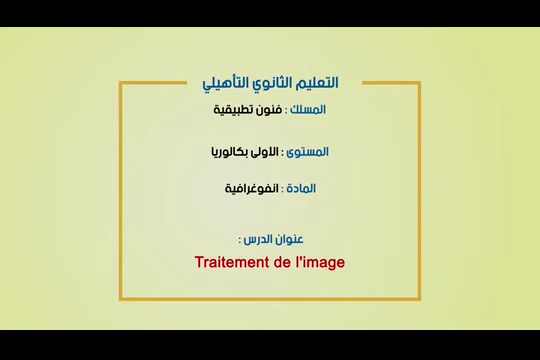 التعليم الثانوي التأهيلي
المسلك : فنون تطبيقية
المستوى : الأولى بكالوريا
المادة : انفوغرافية
عنوان الدرس :
Traitement de l'image